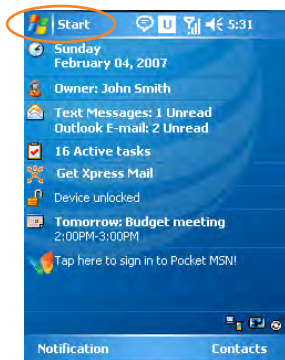 Start U 5:31
Sunday
February 04, 2007
Owner: John Smith
Text Messages: 1 Unread
Outlook E-mail: 2 Unread
16 Active tasks
Get Xpress Mail
Device unlocked
Tomorrow: Budget meeting
2:00PM-3:00PM
Tap here to sign in to Pocket MSN!
Notification Contacts